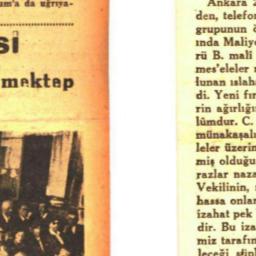 um'a da uğrıya-
si
mektep
Ankara 2
den, telefon
grupunun ö
ında Maliye
rü B. mali
mes'eleler
lunan ıslaha
di. Yeni fır
rin ağırlığı
lümdur. C.
münakaşalı
leler üzerin
miş olduğu
razlar naza
Vekilinin,
hassa onlar
izahat pek
dir. Bu iza
miz tarafın
leceği şüph